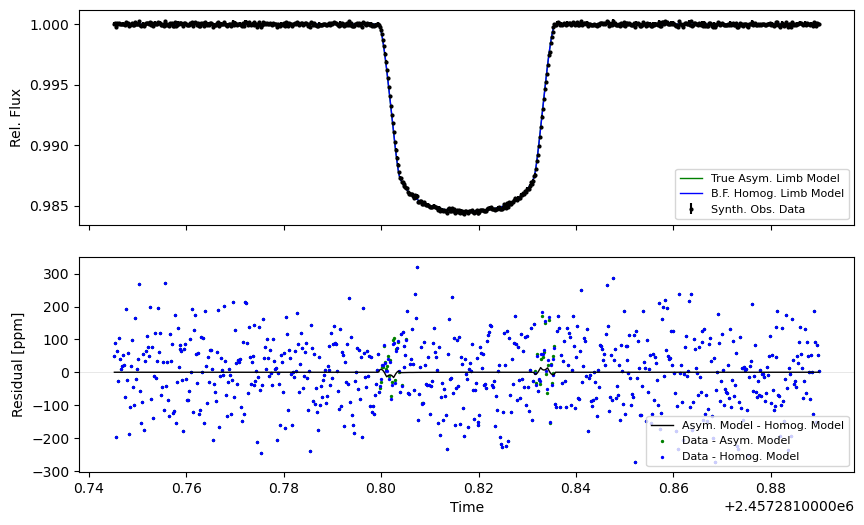 1.000
0.995
0.990
0.985
Rel. Flux
True Asym. Limb Model
B.F. Homog. Limb Model
Synth. Obs. Data
300
200
100
0
−100
−200
−300
Residual [ppm]
Asym. Model - Homog. Model
Data - Asym. Model
Data - Homog. Model
0.74 0.76 0.78 0.80 0.82 0.84 0.86 0.88
Time
+2.4572810000e6